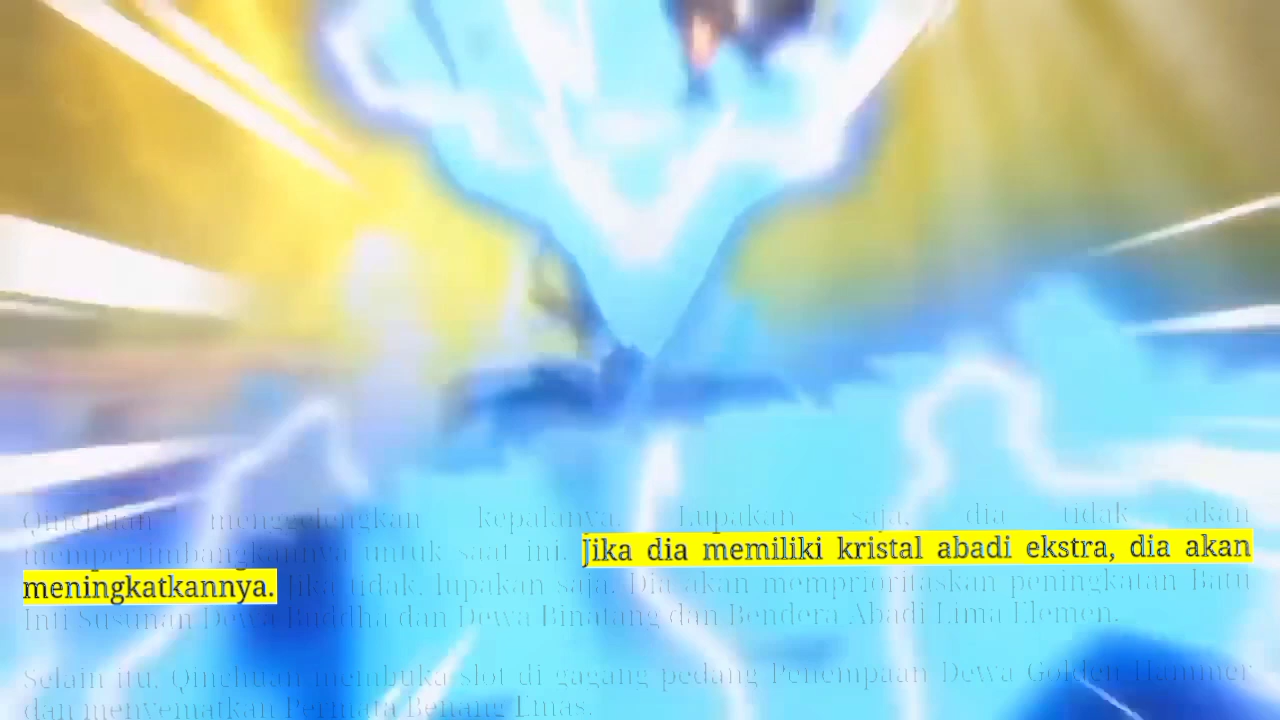 Qinchuan menggelengkan kepalanya. Lupakan saja, dia tidak akan
mempertimbangkannya untuk saat ini. Jika dia memiliki kristal abadi ekstra, dia akan
meningkatkannya. Jika tidak, lupakan saja. Dia akan memprioritaskan peningkatan Batu
Inti Susunan Dewa Buddha dan Dewa Binatang dan Bendera Abadi Lima Elemen.
Selain itu, Qinchuan membuka slot di gagang pedang Penempaan Dewa Golden Hammer
dan menyematkan Permata Benang Emas.